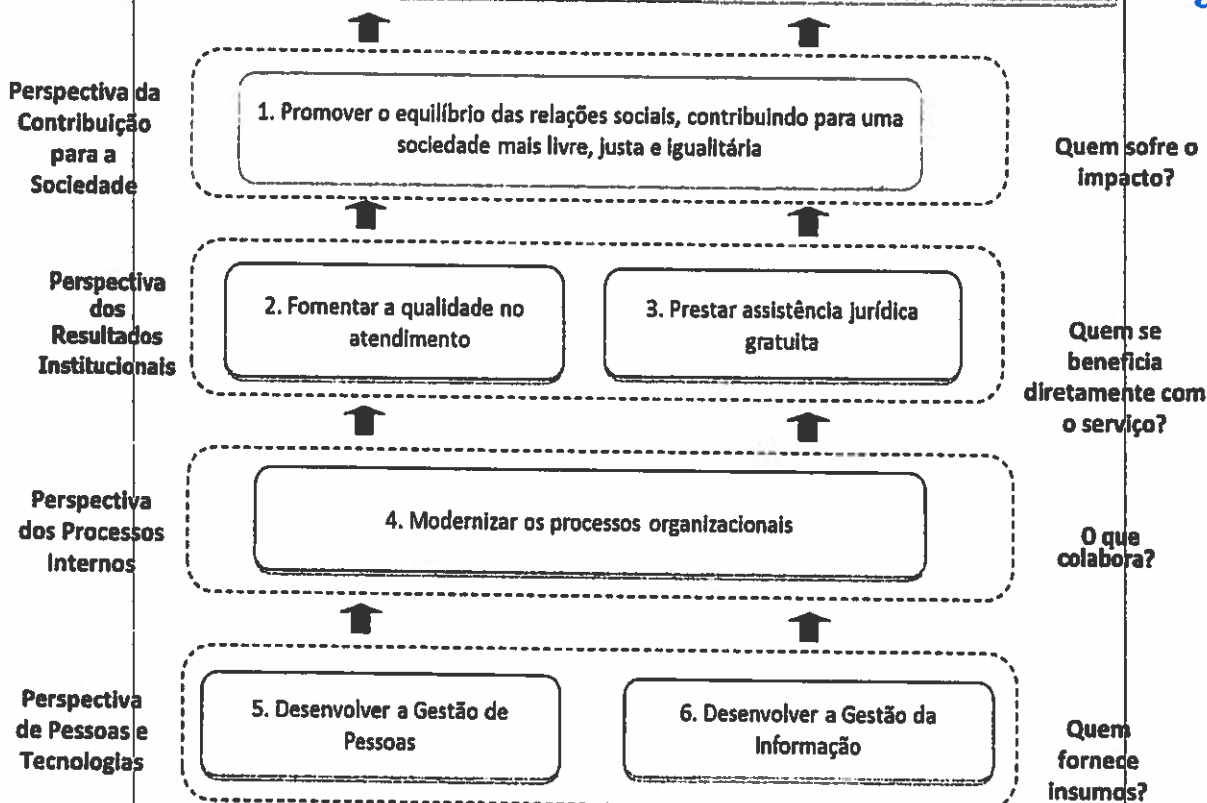 Perspectiva da
Contribuição
para a
Sociedade
1. Promover o equilíbrio das relações sociais, contribuindo para uma
sociedade mais livre, justa e igualitária
Quem sofre o
impacto?
Perspectiva
dos
Resultados
Institucionais
2. Fomentar a qualidade no
atendimento
3. Prestar assistência jurídica
gratuita
Quem se
beneficia
diretamente com
o serviço?
Perspectiva
dos Processos
Internos
4. Modernizar os processos organizacionais
O que
colabora?
Perspectiva
de Pessoas e
Tecnologias
5. Desenvolver a Gestão de
Pessoas
6. Desenvolver a Gestão da
Informação
Quem
fornece
insumos?